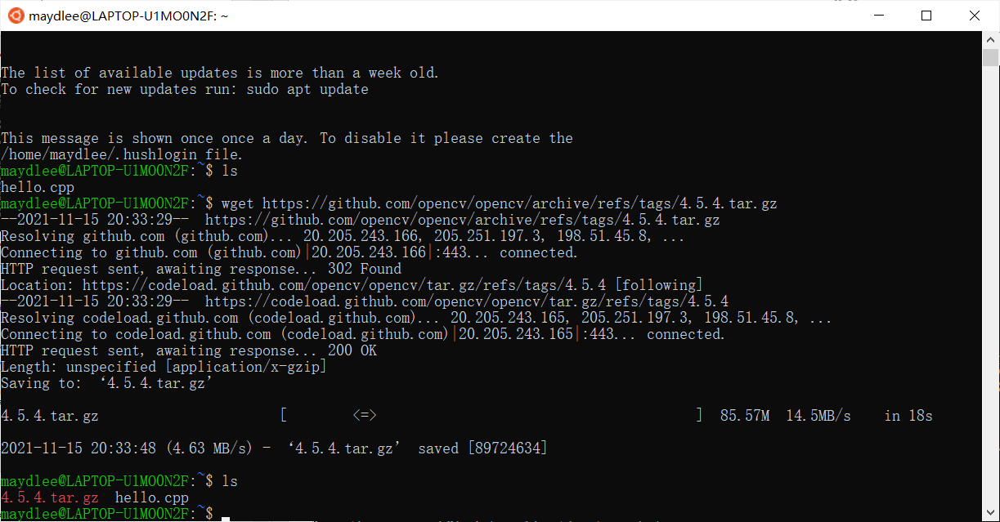 maydlee@LAPTOP-U1MO0N2F: ~
The list of available updates is more than a week old.
To check for new updates run: sudo apt update
This message is shown once once a day. To disable it please create the
/home/maydlee/.hushlogin file.
maydlee@LAPTOP-U1MO0N2F:~$ ls
hello.cpp
maydlee@LAPTOP-U1MO0N2F:~$ wget https://github.com/opencv/opencv/archive/refs/tags/4.5.4.tar.gz
--2021-11-15 20:33:29--  https://github.com/opencv/opencv/archive/refs/tags/4.5.4.tar.gz
Resolving github.com (github.com)... 20.205.243.166, 205.251.197.3, 198.51.45.8, ...
Connecting to github.com (github.com)|20.205.243.166|:443... connected.
HTTP request sent, awaiting response... 302 Found
Location: https://codeload.github.com/opencv/opencv/tar.gz/refs/tags/4.5.4 [following]
--2021-11-15 20:33:29--  https://codeload.github.com/opencv/opencv/tar.gz/refs/tags/4.5.4
Resolving codeload.github.com (codeload.github.com)... 20.205.243.165, 205.251.197.3, 198.51.45.8, ...
Connecting to codeload.github.com (codeload.github.com)|20.205.243.165|:443... connected.
HTTP request sent, awaiting response... 200 OK
Length: unspecified [application/x-gzip]
Saving to: ‘4.5.4.tar.gz’
4.5.4.tar.gz [ <=> ] 85.57M 14.5MB/s in 18s
2021-11-15 20:33:48 (4.63 MB/s) - ‘4.5.4.tar.gz’ saved [89724634]
maydlee@LAPTOP-U1MO0N2F:~$ ls
4.5.4.tar.gz  hello.cpp
maydlee@LAPTOP-U1MO0N2F:~$